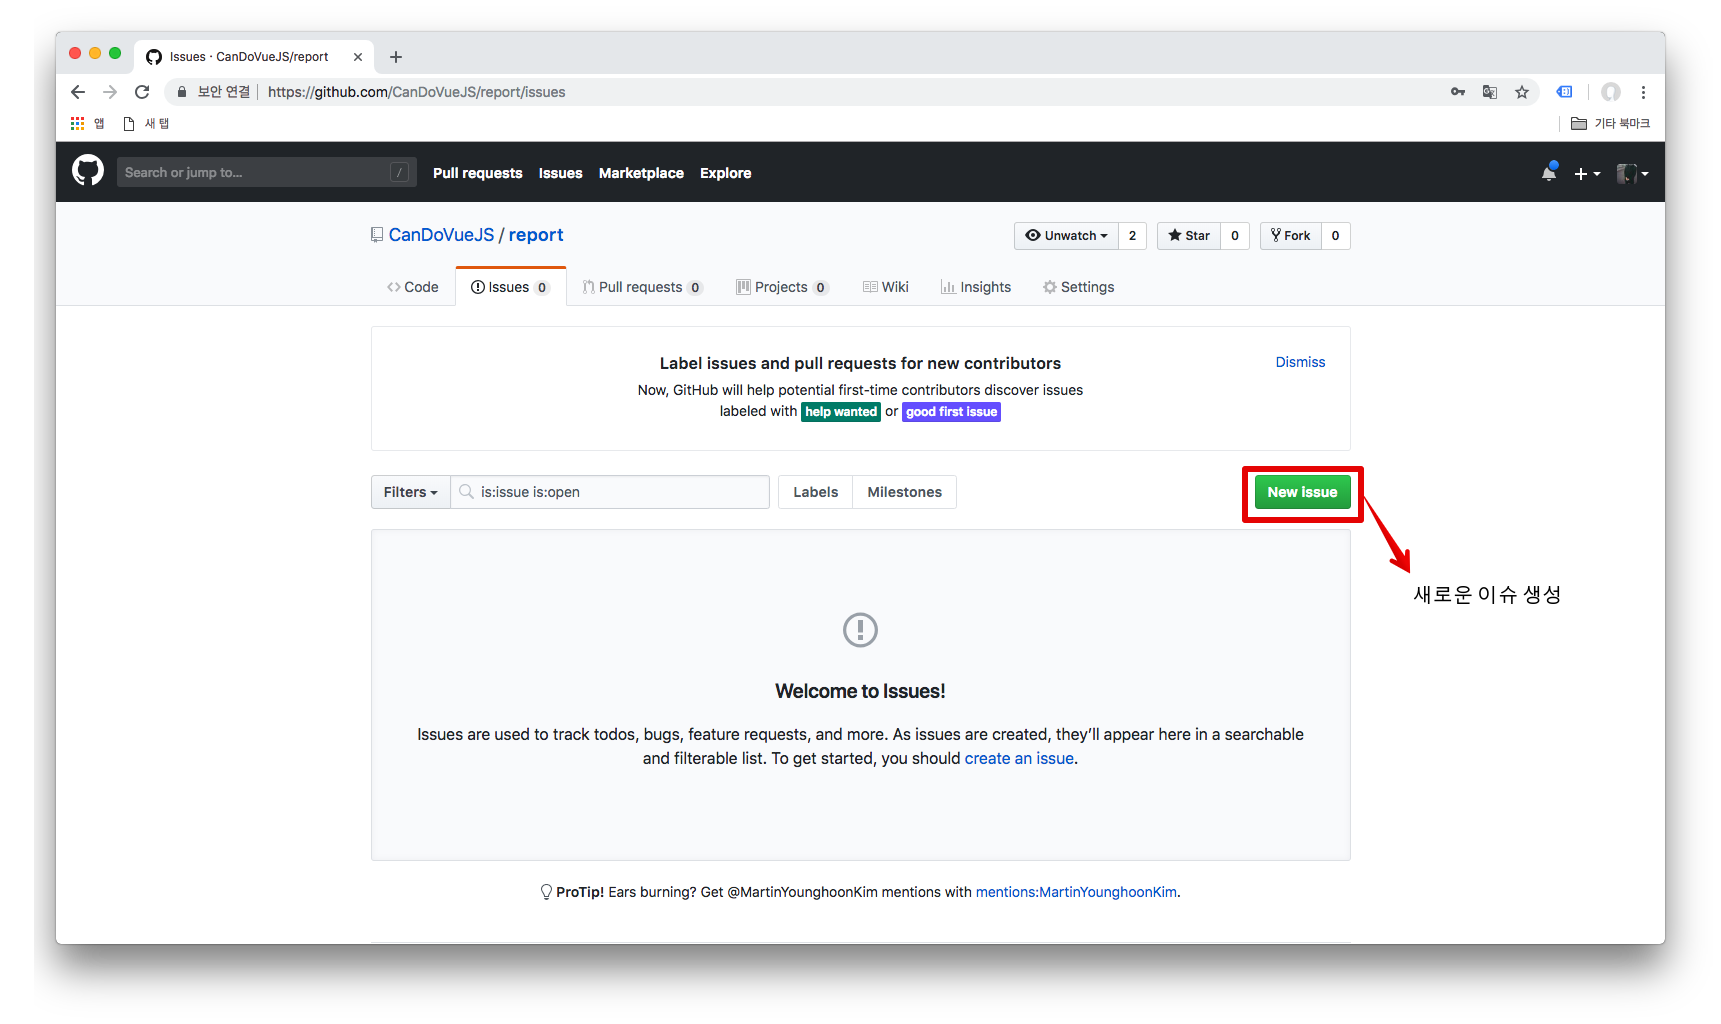 Issues · CanDoVueJS/report
보안 연결 https://github.com/CanDoVueJS/report/issues
앱 새 탭 기타 북마크
Search or jump to... / Pull requests Issues Marketplace Explore
CanDoVueJS / report Unwatch 2 Star 0 Fork 0
Code Issues 0 Pull requests 0 Projects 0 Wiki Insights Settings
Label issues and pull requests for new contributors Dismiss
Now, GitHub will help potential first-time contributors discover issues
labeled with help wanted or good first issue
Filters is:issue is:open Labels Milestones New issue
새로운 이슈 생성
Welcome to Issues!
Issues are used to track todos, bugs, feature requests, and more. As issues are created, they’ll appear here in a searchable
and filterable list. To get started, you should create an issue.
ProTip! Ears burning? Get @MartinYounghoonKim mentions with mentions:MartinYounghoonKim.